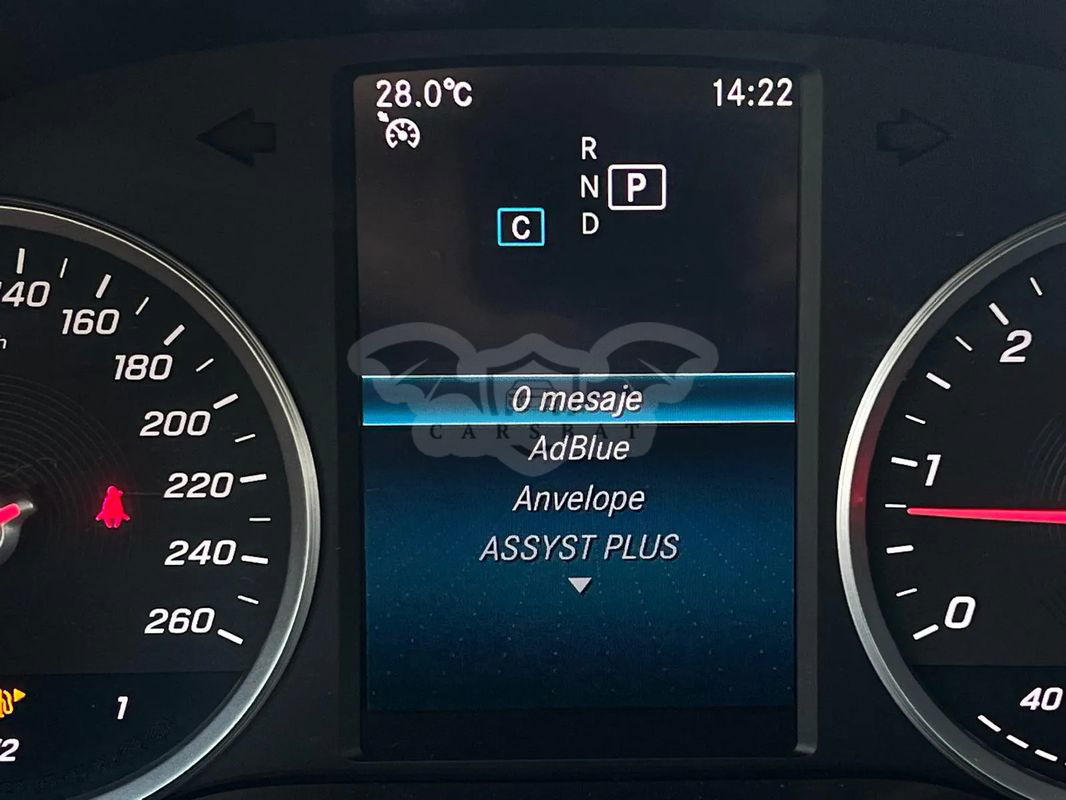 28.0°C 14:22
R
N P
C D
0 mesaje
CARSBAT
AdBlue
Anvelope
ASSYST PLUS
160
180
200
220
240
260
1
2
1
0
40